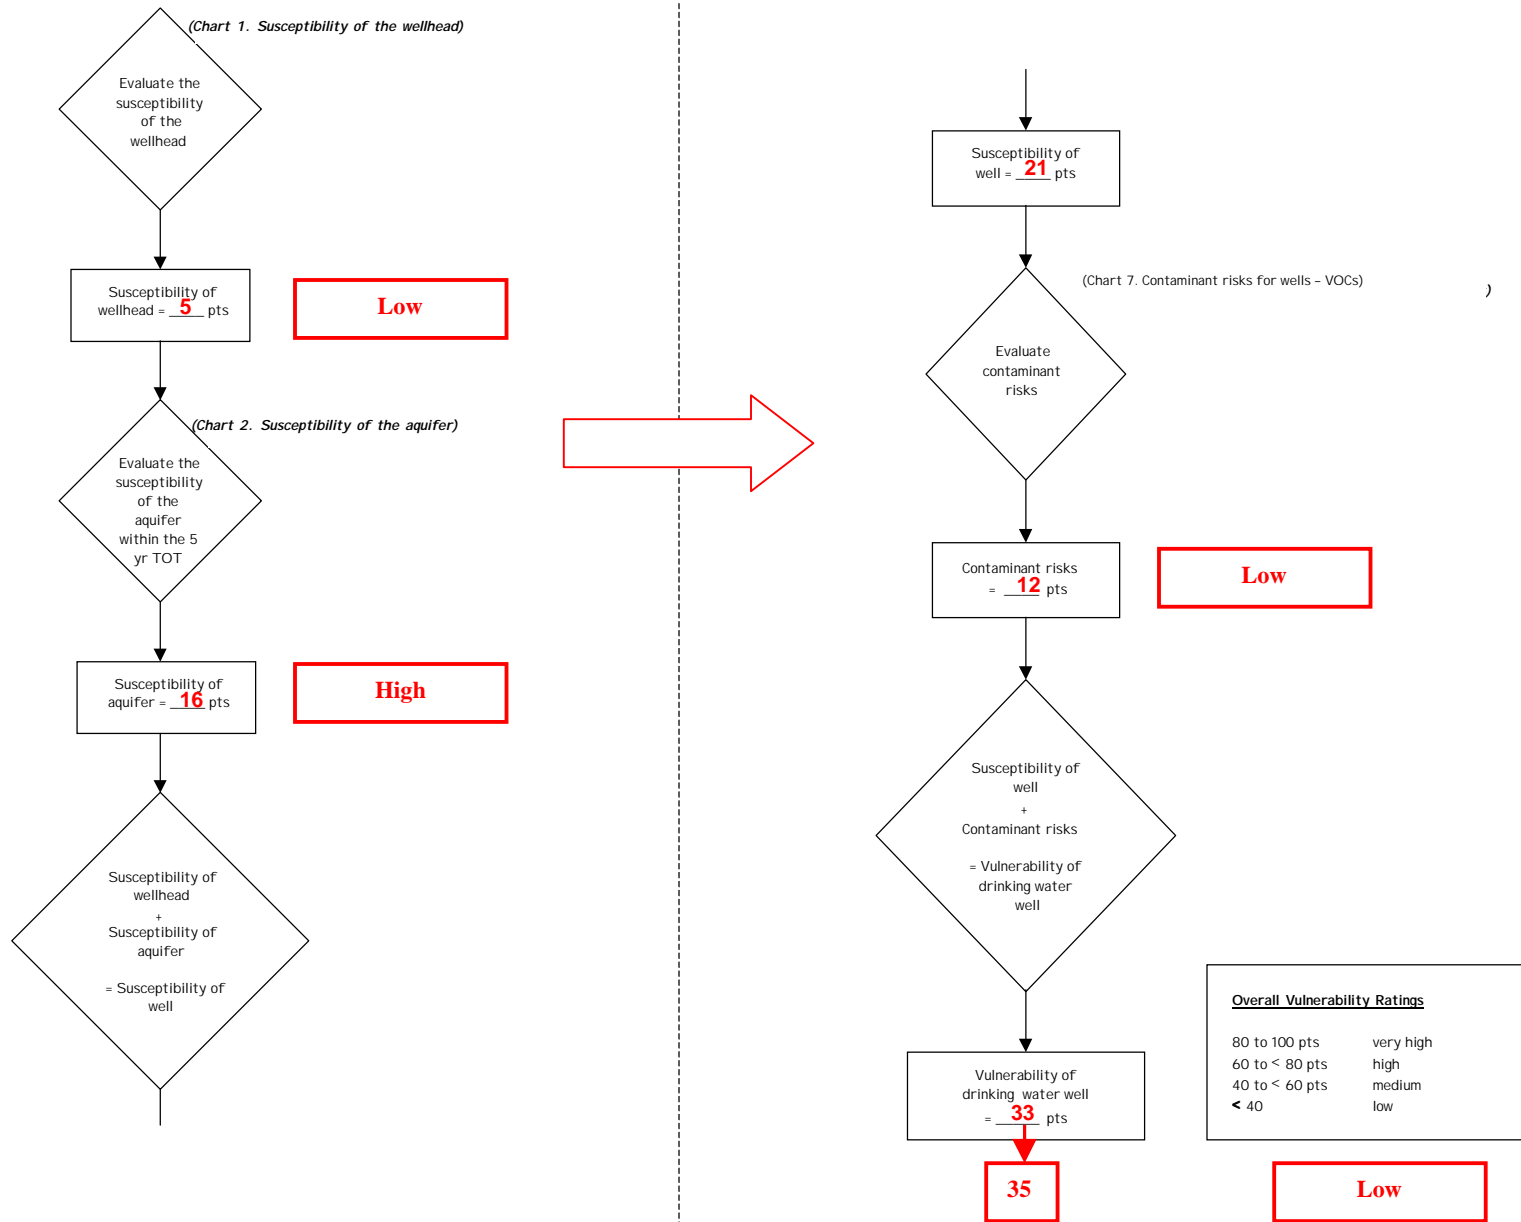 (Chart 1. Susceptibility of the wellhead)
Evaluate the
susceptibility
of the
wellhead
Susceptibility of
wellhead = 5 pts
Low
(Chart 2. Susceptibility of the aquifer)
Evaluate the
susceptibility
of the
aquifer
within the 5
yr TOT
Susceptibility of
aquifer = 16 pts
High
Susceptibility of
wellhead
+
Susceptibility of
aquifer
= Susceptibility of
well
Susceptibility of
well = 21 pts
(Chart 7. Contaminant risks for wells – VOCs)
)
Evaluate
contaminant
risks
Contaminant risks
= 12 pts
Low
Susceptibility of
well
+
Contaminant risks
= Vulnerability of
drinking water
well
Vulnerability of
drinking water well
= 33 pts
35
Overall Vulnerability Ratings
80 to 100 pts very high
60 to < 80 pts high
40 to < 60 pts medium
< 40 low
Low